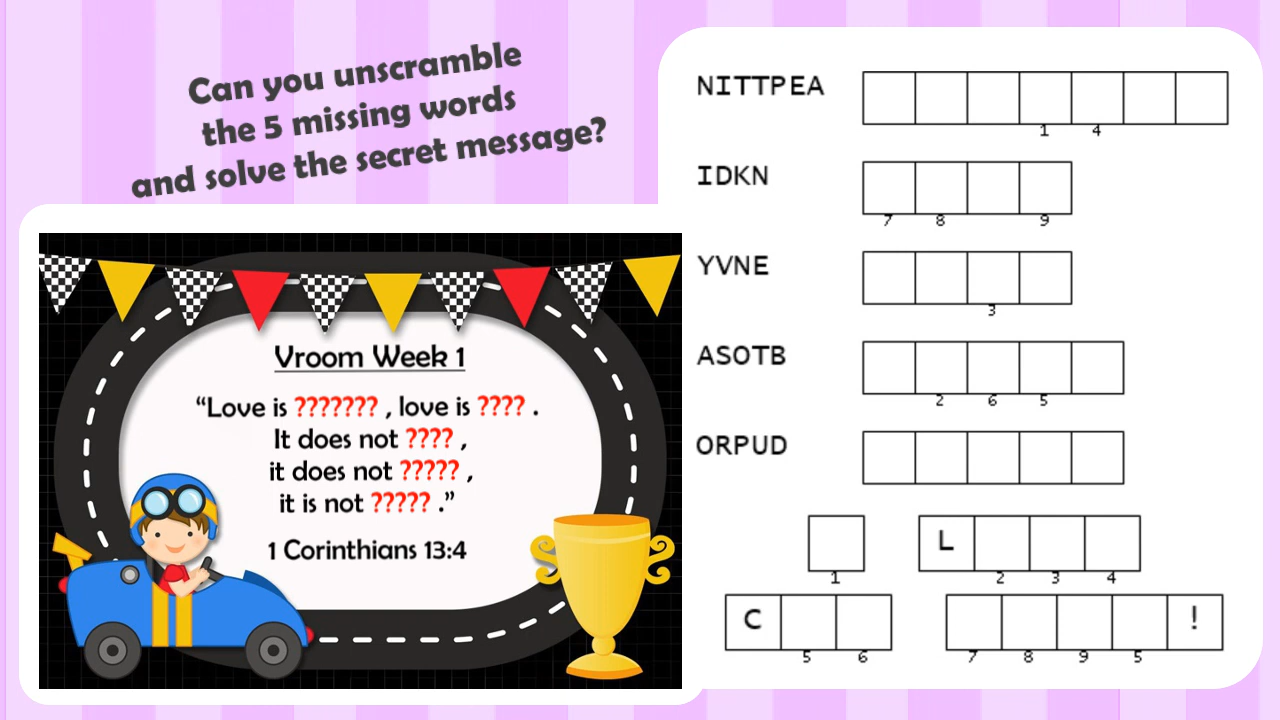 Can you unscramble
the 5 missing words
and solve the secret message?
Vroom Week 1
“Love is ??????? , love is ???? .
It does not ???? ,
it does not ????? ,
it is not ????? .”
1 Corinthians 13:4
NITTPEA
1 4
IDKN
7 8 9
YVNE
3
ASOTB
2 6 5
ORPUD
L
1 2 3 4
C !
5 6 7 8 9 5